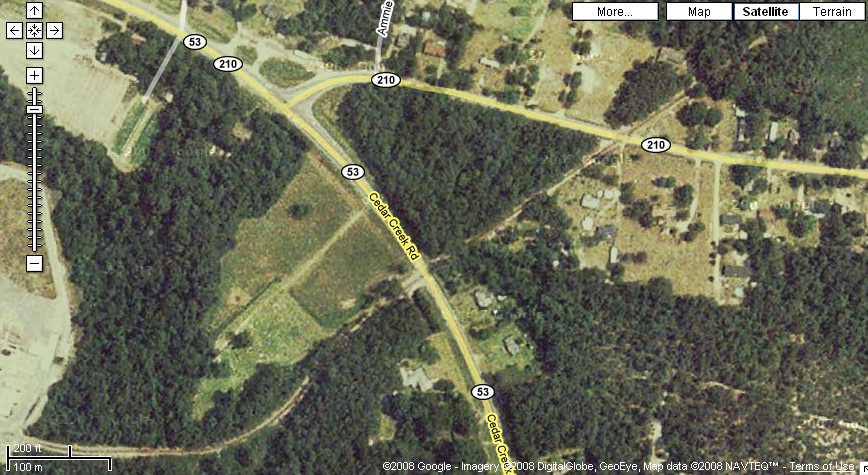 More...
Map
Satellite
Terrain
Ammie
53
210
210
210
53
Cedar Creek Rd
53
Cedar Creek
200 ft
100 m
©2008 Google - Imagery ©2008 DigitalGlobe, GeoEye, Map data ©2008 NAVTEQ™ - Terms of Use